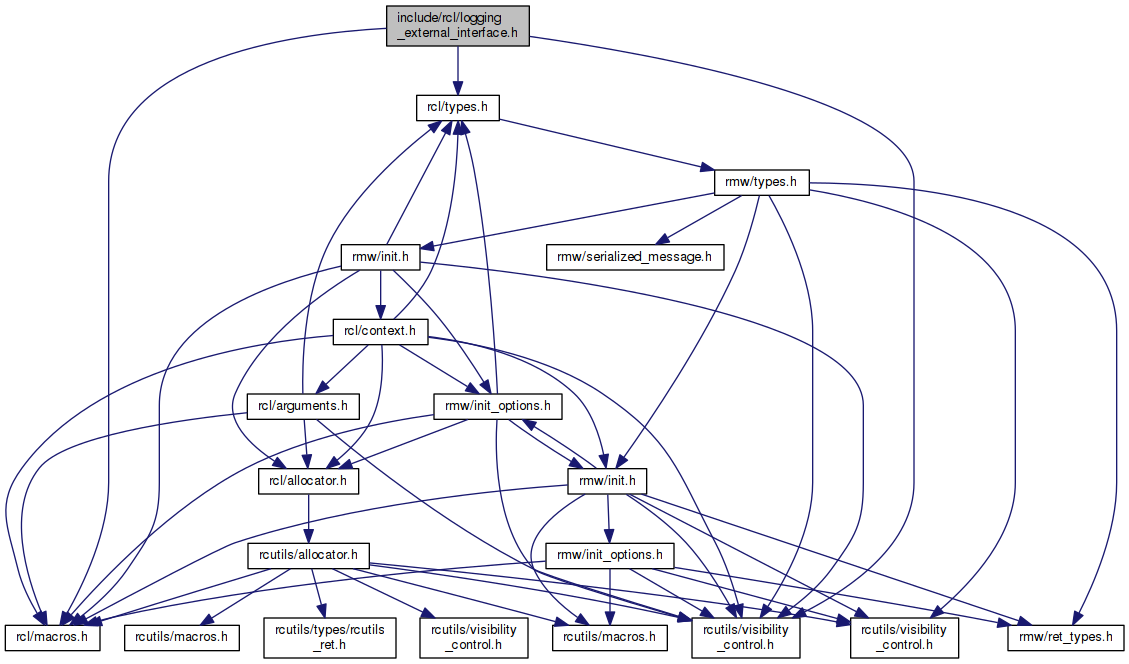 include/rcl/logging
_external_interface.h
rcl/types.h
rmw/types.h
rmw/init.h
rmw/serialized_message.h
rcl/context.h
rcl/arguments.h
rmw/init_options.h
rcl/allocator.h
rmw/init.h
rcutils/allocator.h
rmw/init_options.h
rcl/macros.h
rcutils/macros.h
rcutils/types/rcutils
_ret.h
rcutils/visibility
_control.h
rcutils/macros.h
rcutils/visibility
_control.h
rcutils/visibility
_control.h
rmw/ret_types.h